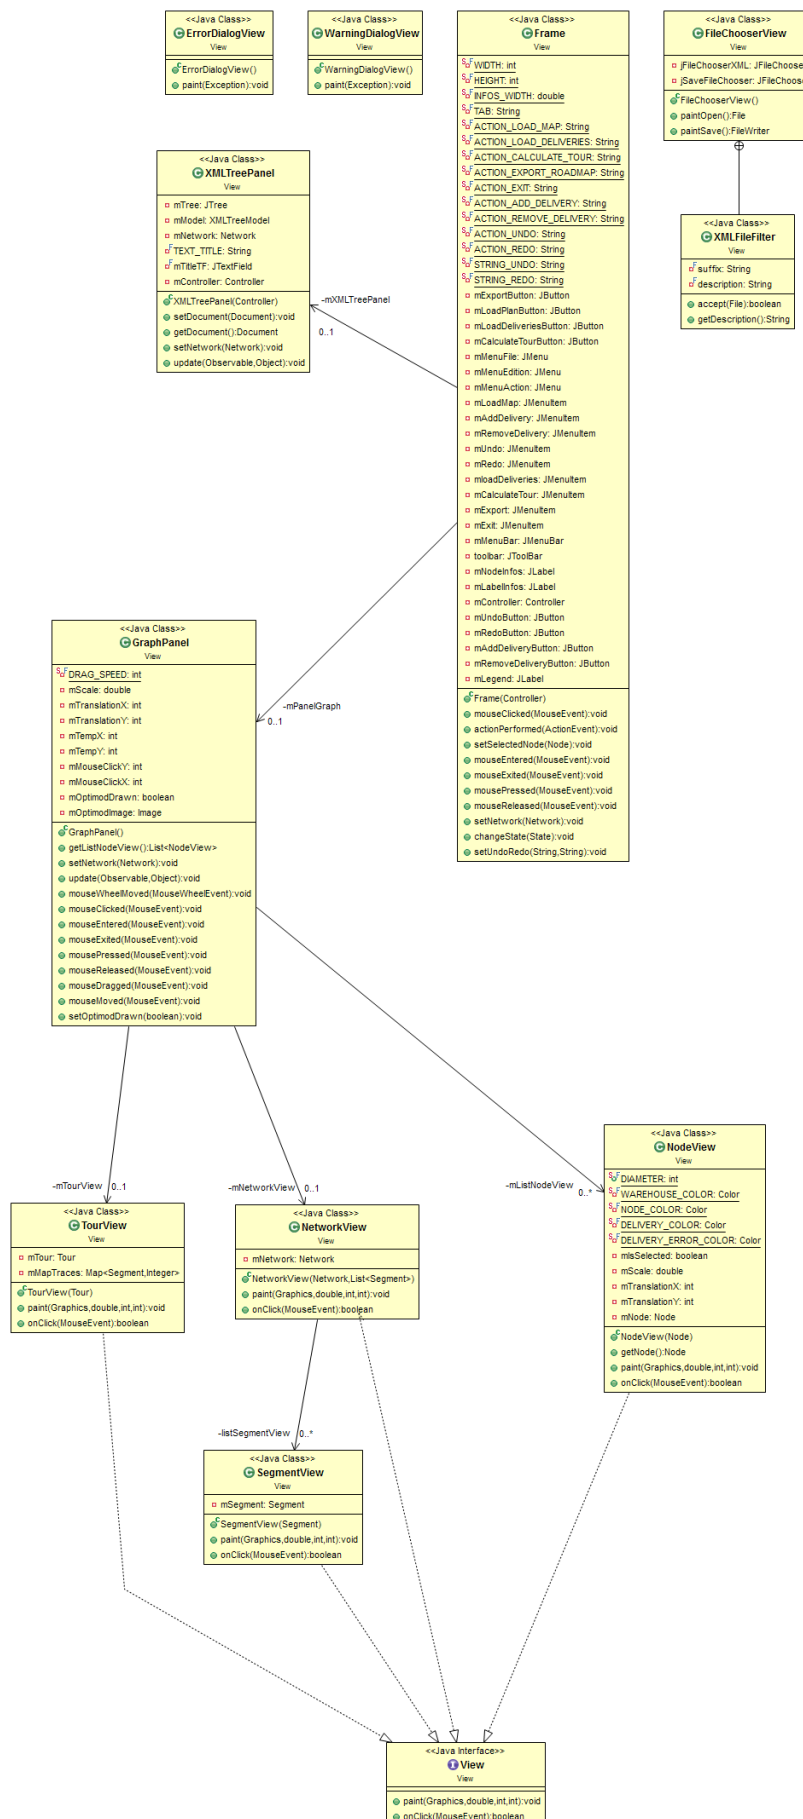 <<Java Class>>
ErrorDialogView
View
ErrorDialogView()
paint(Exception):void
<<Java Class>>
WarningDialogView
View
WarningDialogView()
paint(Exception):void
<<Java Class>>
Frame
View
WIDTH: int
HEIGHT: int
INFOS_WIDTH: double
TAB: String
ACTION_LOAD_MAP: String
ACTION_LOAD_DELIVERIES: String
ACTION_CALCULATE_TOUR: String
ACTION_EXPORT_ROADMAP: String
ACTION_EXIT: String
ACTION_ADD_DELIVERY: String
ACTION_REMOVE_DELIVERY: String
ACTION_UNDO: String
ACTION_REDO: String
STRING_UNDO: String
STRING_REDO: String
mExportButton: JButton
mLoadPlanButton: JButton
mLoadDeliveriesButton: JButton
mCalculateTourButton: JButton
mMenuFile: JMenu
mMenuEdition: JMenu
mMenuAction: JMenu
mLoadMap: JMenuItem
mAddDelivery: JMenuItem
mRemoveDelivery: JMenuItem
mUndo: JMenuItem
mRedo: JMenuItem
mloadDeliveries: JMenuItem
mCalculateTour: JMenuItem
mExport: JMenuItem
mExit: JMenuItem
mMenuBar: JMenuBar
toolbar: JToolBar
mNodeInfos: JLabel
mLabelInfos: JLabel
mController: Controller
mUndoButton: JButton
mRedoButton: JButton
mAddDeliveryButton: JButton
mRemoveDeliveryButton: JButton
mLegend: JLabel
Frame(Controller)
mouseClicked(MouseEvent):void
actionPerformed(ActionEvent):void
setSelectedNode(Node):void
mouseEntered(MouseEvent):void
mouseExited(MouseEvent):void
mousePressed(MouseEvent):void
mouseReleased(MouseEvent):void
setNetwork(Network):void
changeState(State):void
setUndoRedo(String,String):void
<<Java Class>>
FileChooserView
View
jFileChooserXML: JFileChooser
jSaveFileChooser: JFileChoose
FileChooserView()
paintOpen():File
paintSave():FileWriter
<<Java Class>>
XMLFileFilter
View
suffix: String
description: String
accept(File):boolean
getDescription():String
<<Java Class>>
XMLTreePanel
View
mTree: JTree
mModel: XMLTreeModel
mNetwork: Network
TEXT_TITLE: String
mTitleTF: JTextField
mController: Controller
XMLTreePanel(Controller)
setDocument(Document):void
getDocument():Document
setNetwork(Network):void
update(Observable,Object):void
-mXMLTreePanel
0..1
-mPanelGraph
0..1
<<Java Class>>
GraphPanel
View
DRAG_SPEED: int
mScale: double
mTranslationX: int
mTranslationY: int
mTempX: int
mTempY: int
mMouseClickY: int
mMouseClickX: int
mOptimodDrawn: boolean
mOptimodImage: Image
GraphPanel()
getListNodeView():List<NodeView>
setNetwork(Network):void
update(Observable,Object):void
mouseWheelMoved(MouseWheelEvent):void
mouseClicked(MouseEvent):void
mouseEntered(MouseEvent):void
mouseExited(MouseEvent):void
mousePressed(MouseEvent):void
mouseReleased(MouseEvent):void
mouseDragged(MouseEvent):void
mouseMoved(MouseEvent):void
setOptimodDrawn(boolean):void
-mTourView 0..1
-mNetworkView 0..1
-mListNodeView 0..*
<<Java Class>>
TourView
View
mTour: Tour
mMapTraces: Map<Segment,Integer>
TourView(Tour)
paint(Graphics,double,int,int):void
onClick(MouseEvent):boolean
<<Java Class>>
NetworkView
View
mNetwork: Network
NetworkView(Network,List<Segment>)
paint(Graphics,double,int,int):void
onClick(MouseEvent):boolean
<<Java Class>>
NodeView
View
DIAMETER: int
WAREHOUSE_COLOR: Color
NODE_COLOR: Color
DELIVERY_COLOR: Color
DELIVERY_ERROR_COLOR: Color
mIsSelected: boolean
mScale: double
mTranslationX: int
mTranslationY: int
mNode: Node
NodeView(Node)
getNode():Node
paint(Graphics,double,int,int):void
onClick(MouseEvent):boolean
-listSegmentView 0..*
<<Java Class>>
SegmentView
View
mSegment: Segment
SegmentView(Segment)
paint(Graphics,double,int,int):void
onClick(MouseEvent):boolean
<<Java Interface>>
View
View
paint(Graphics,double,int,int):void
onClick(MouseEvent):boolean